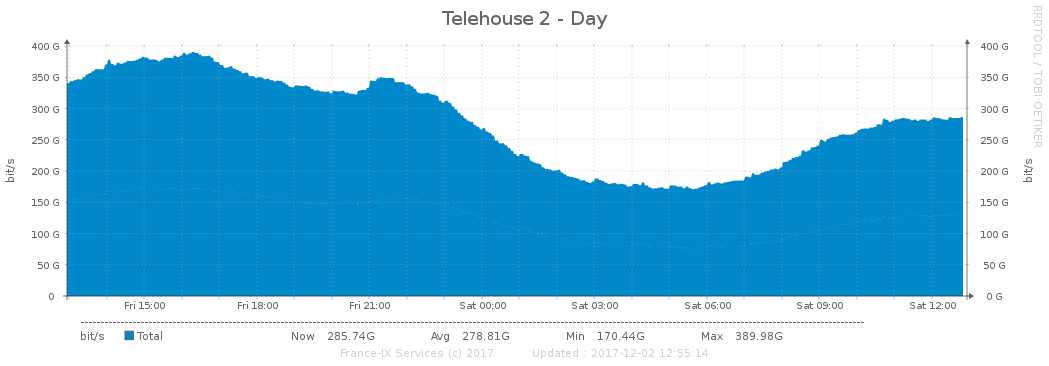 Telehouse 2 - Day
RRDTOOL / TOBI OETIKER
bit/s
bit/s
400 G
400 G
350 G
350 G
300 G
300 G
250 G
250 G
200 G
200 G
150 G
150 G
100 G
100 G
50 G
50 G
0
0 G
Fri 15:00 Fri 18:00 Fri 21:00 Sat 00:00 Sat 03:00 Sat 06:00 Sat 09:00 Sat 12:00
bit/s Total Now 285.74G Avg 278.81G Min 170.44G Max 389.98G
France-IX Services (c) 2017 Updated : 2017-12-02 12:55:14